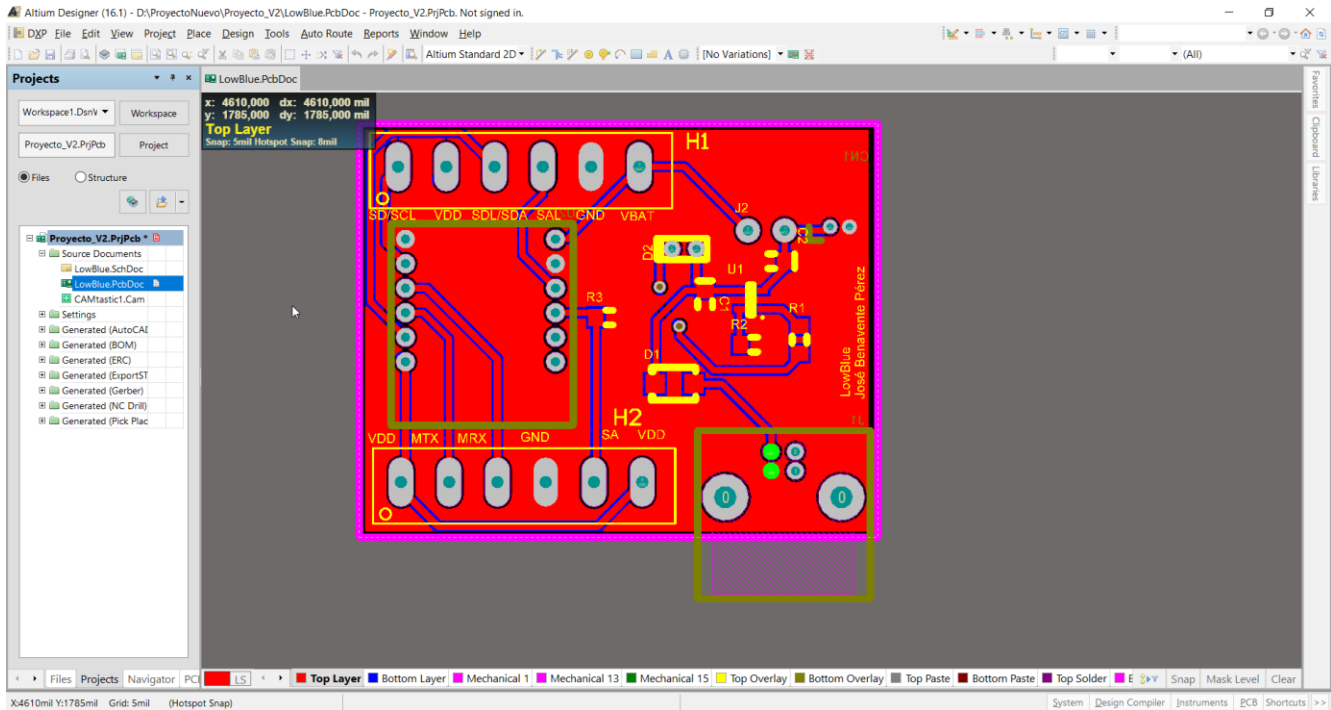 Altium Designer (16.1) - D:\ProyectoNuevo\Proyecto_V2\LowBlue.PcbDoc - Proyecto_V2.PrjPcb. Not signed in.
DXP File Edit View Project Place Design Tools Auto Route Reports Window Help
Altium Standard 2D [No Variations] (All)
Projects
LowBlue.PcbDoc
Workspace1.DsnV Workspace
Proyecto_V2.PrjPcb Project
Files Structure
Proyecto_V2.PrjPcb *
Source Documents
LowBlue.SchDoc
LowBlue.PcbDoc
CAMtastic1.Cam
Settings
Generated (AutoCAD
Generated (BOM)
Generated (ERC)
Generated (ExportST
Generated (Gerber)
Generated (NC Drill)
Generated (Pick Plac
x: 4610,000 dx: 4610,000 mil
y: 1785,000 dy: 1785,000 mil
Top Layer
Snap: 5mil Hotspot Snap: 8mil
H1
CN1
SD/SCL VDD SDL/SDA SAL GND VBAT
J2
C2
D2
U1
C1
R3
R1
R2
D1
LowBlue
José Benavente Pérez
H2
J1
VDD MTX MRX GND SA VDD
0 0
Favorites
Clipboard
Libraries
Files Projects Navigator PCI
LS Top Layer Bottom Layer Mechanical 1 Mechanical 13 Mechanical 15 Top Overlay Bottom Overlay Top Paste Bottom Paste Top Solder E Snap Mask Level Clear
X:4610mil Y:1785mil Grid: 5mil (Hotspot Snap)
System Design Compiler Instruments PCB Shortcuts >>